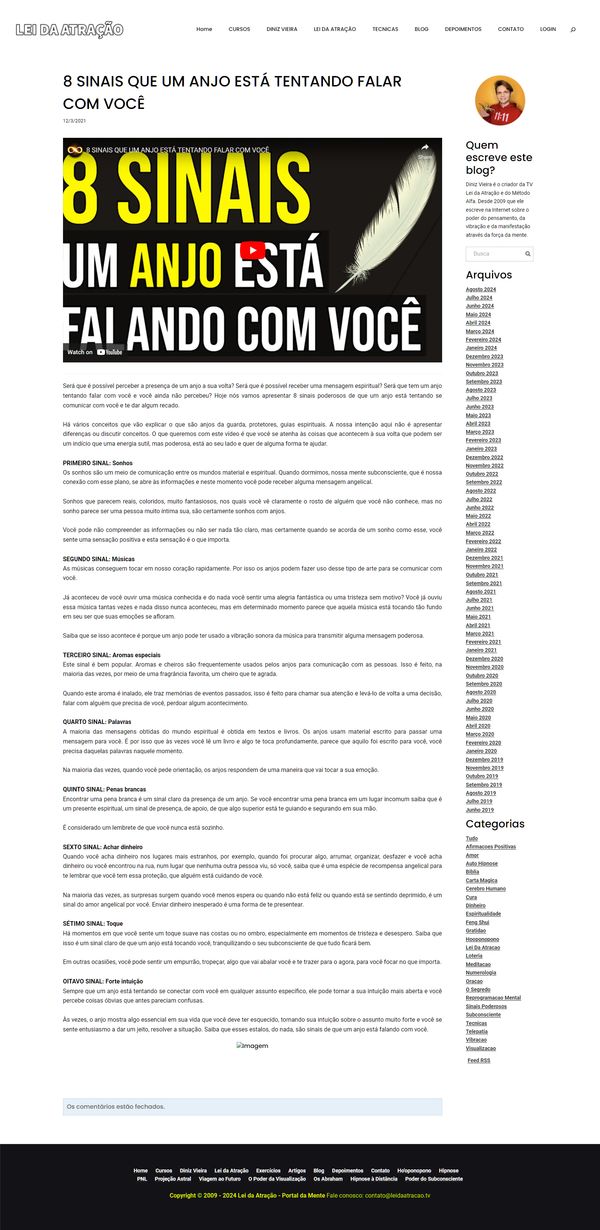 LEI DA ATRAÇÃO
Home CURSOS DINIZ VIEIRA LEI DA ATRAÇÃO TECNICAS BLOG DEPOIMENTOS CONTATO LOGIN
8 SINAIS QUE UM ANJO ESTÁ TENTANDO FALAR
COM VOCÊ
12/3/2021
8 SINAIS QUE UM ANJO ESTÁ TENTANDO FALAR COM VOCÊ
Share
8 SINAIS
UM ANJO ESTÁ
FALANDO COM VOCÊ
Watch on YouTube
Será que é possível perceber a presença de um anjo a sua volta? Será que é possível receber uma mensagem espiritual? Será que tem um anjo
tentando falar com você e você ainda não percebeu? Hoje nós vamos apresentar 8 sinais poderosos de que um anjo está tentando se
comunicar com você e te dar algum recado.
Há vários conceitos que vão explicar o que são anjos da guarda, protetores, guias espirituais. A nossa intenção aqui não é apresentar
diferenças ou discutir conceitos. O que queremos com este vídeo é que você se atenha às coisas que acontecem à sua volta que podem ser
um indício que uma energia sutil, mas poderosa, está ao seu lado e quer de alguma forma te ajudar.
PRIMEIRO SINAL: Sonhos
Os sonhos são um meio de comunicação entre os mundos material e espiritual. Quando dormimos, nossa mente subconsciente, que é nossa
conexão com esse plano, se abre às informações e neste momento você pode receber alguma mensagem angelical.
Sonhos que parecem reais, coloridos, muito fantasiosos, nos quais você vê claramente o rosto de alguém que você não conhece, mas no
sonho parece ser uma pessoa muito íntima sua, são certamente sonhos com anjos.
Você pode não compreender as informações ou não ser nada tão claro, mas certamente quando se acorda de um sonho como esse, você
sente uma sensação positiva e esta sensação é o que importa.
SEGUNDO SINAL: Músicas
As músicas conseguem tocar em nosso coração rapidamente. Por isso os anjos podem fazer uso desse tipo de arte para se comunicar com
você.
Já aconteceu de você ouvir uma música conhecida e do nada você sentir uma alegria fantástica ou uma tristeza sem motivo? Você já ouviu
essa música tantas vezes e nada disso nunca aconteceu, mas em determinado momento parece que aquela música está tocando tão fundo
em seu ser que suas emoções se afloram.
Saiba que se isso acontece é porque um anjo pode ter usado a vibração sonora da música para transmitir alguma mensagem poderosa.
TERCEIRO SINAL: Aromas especiais
Este sinal é bem popular. Aromas e cheiros são frequentemente usados pelos anjos para comunicação com as pessoas. Isso é feito, na
maioria das vezes, por meio de uma fragrância favorita, um cheiro que te agrada.
Quando este aroma é inalado, ele traz memórias de eventos passados; isso é feito para chamar sua atenção e levá-lo de volta a uma decisão,
falar com alguém que precisa de você, perdoar algum acontecimento.
QUARTO SINAL: Palavras
A maioria das mensagens obtidas do mundo espiritual é obtida em textos e livros. Os anjos usam material escrito para passar uma
mensagem para você. É por isso que às vezes você lê um livro e algo te toca profundamente, parece que aquilo foi escrito para você, você
precisa daquelas palavras naquele momento.
Na maioria das vezes, quando você pede orientação, os anjos respondem de uma maneira que vai tocar a sua emoção.
QUINTO SINAL: Penas brancas
Encontrar uma pena branca é um sinal claro da presença de um anjo. Se você encontrar uma pena branca em um lugar incomum saiba que é
um presente espiritual, um sinal de presença, de apoio, de que algo superior está te guiando e segurando em sua mão.
É considerado um lembrete de que você nunca está sozinho.
SEXTO SINAL: Achar dinheiro
Quando você acha dinheiro nos lugares mais estranhos, por exemplo, quando foi procurar algo, arrumar, organizar, desfazer e você acha
dinheiro ou você encontrou na rua, num lugar que nenhuma outra pessoa viu, só você, saiba que é uma espécie de recompensa angelical para
te lembrar que você tem essa proteção, que alguém está cuidando de você.
Na maioria das vezes, as surpresas surgem quando você menos espera ou quando não está feliz ou quando está se sentindo deprimido, é um
sinal do amor angelical por você. Enviar dinheiro inesperado é uma forma de te presentear.
SÉTIMO SINAL: Toque
Há momentos em que você sente um toque suave nas costas ou no ombro, especialmente em momentos de tristeza e desespero. Saiba que
isso é um sinal claro de que um anjo está tocando você, tranquilizando o seu subconsciente de que tudo ficará bem.
Em outras ocasiões, você pode sentir um empurrão, tropeçar, algo que vai abalar você e te trazer para o agora, para você focar no que importa.
OITAVO SINAL: Forte intuição
Sempre que um anjo está tentando se conectar com você em qualquer assunto específico, ele pode tornar a sua intuição mais aberta e você
percebe coisas óbvias que antes pareciam confusas.
Às vezes, o anjo mostra algo essencial em sua vida que você deve ter esquecido, tornando sua intuição sobre o assunto muito forte e você se
sente entusiasmo a dar um jeito, resolver a situação. Saiba que esses estalos, do nada, são sinais de que um anjo está falando com você.
Imagem
Os comentários estão fechados.
11:11
Quem
escreve este
blog?
Diniz Vieira é o criador da TV
Lei da Atração e do Método
Alfa. Desde 2009 que ele
escreve na Internet sobre o
poder do pensamento, da
vibração e da manifestação
através da força da mente.
Busca
Arquivos
Agosto 2024
Julho 2024
Junho 2024
Maio 2024
Abril 2024
Março 2024
Fevereiro 2024
Janeiro 2024
Dezembro 2023
Novembro 2023
Outubro 2023
Setembro 2023
Agosto 2023
Julho 2023
Junho 2023
Maio 2023
Abril 2023
Março 2023
Fevereiro 2023
Janeiro 2023
Dezembro 2022
Novembro 2022
Outubro 2022
Setembro 2022
Agosto 2022
Julho 2022
Junho 2022
Maio 2022
Abril 2022
Março 2022
Fevereiro 2022
Janeiro 2022
Dezembro 2021
Novembro 2021
Outubro 2021
Setembro 2021
Agosto 2021
Julho 2021
Junho 2021
Maio 2021
Abril 2021
Março 2021
Fevereiro 2021
Janeiro 2021
Dezembro 2020
Novembro 2020
Outubro 2020
Setembro 2020
Agosto 2020
Julho 2020
Junho 2020
Maio 2020
Abril 2020
Março 2020
Fevereiro 2020
Janeiro 2020
Dezembro 2019
Novembro 2019
Outubro 2019
Setembro 2019
Agosto 2019
Julho 2019
Junho 2019
Categorias
Tudo
Afirmacoes Positivas
Amor
Auto Hipnose
Bíblia
Carta Magica
Cerebro Humano
Cura
Dinheiro
Espiritualidade
Feng Shui
Gratidao
Hooponopono
Lei Da Atracao
Loteria
Meditacao
Numerologia
Oracao
O Segredo
Reprogramacao Mental
Sinais Poderosos
Subconsciente
Tecnicas
Telepatia
Vibracao
Visualizacao
Feed RSS
Home Cursos Diniz Vieira Lei da Atração Exercícios Artigos Blog Depoimentos Contato Ho'oponopono Hipnose
PNL Projeção Astral Viagem ao Futuro O Poder da Visualização Os Abraham Hipnose à Distância Poder do Subconsciente
Copyright © 2009 - 2024 Lei da Atração - Portal da Mente Fale conosco: contato@leidaatracao.tv